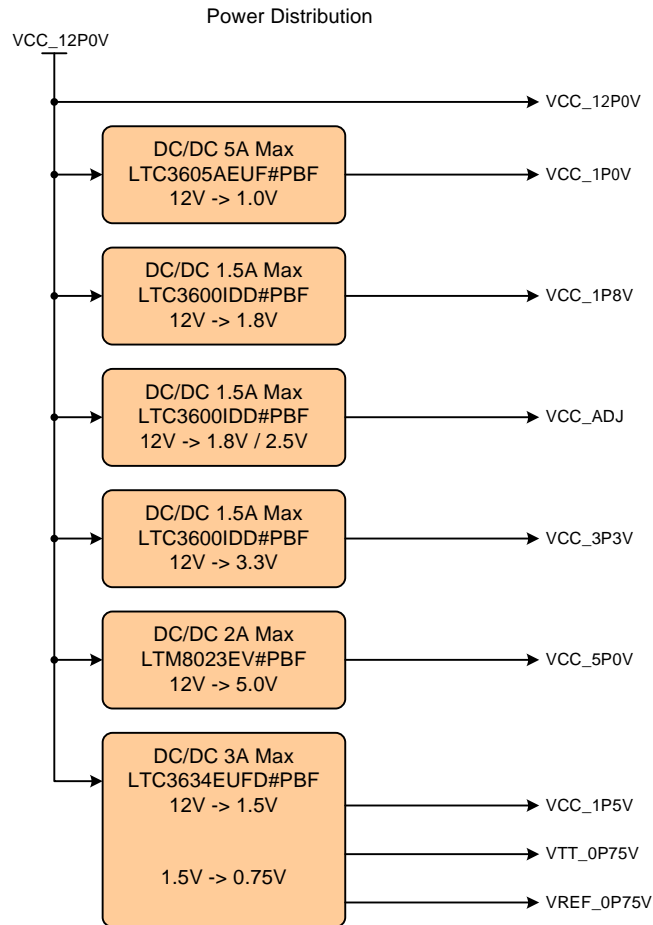 Power Distribution
VCC_12P0V
VCC_12P0V
DC/DC 5A Max
LTC3605AEUF#PBF
12V -> 1.0V
VCC_1P0V
DC/DC 1.5A Max
LTC3600IDD#PBF
12V -> 1.8V
VCC_1P8V
DC/DC 1.5A Max
LTC3600IDD#PBF
12V -> 1.8V / 2.5V
VCC_ADJ
DC/DC 1.5A Max
LTC3600IDD#PBF
12V -> 3.3V
VCC_3P3V
DC/DC 2A Max
LTM8023EV#PBF
12V -> 5.0V
VCC_5P0V
DC/DC 3A Max
LTC3634EUFD#PBF
12V -> 1.5V
VCC_1P5V
VTT_0P75V
1.5V -> 0.75V
VREF_0P75V